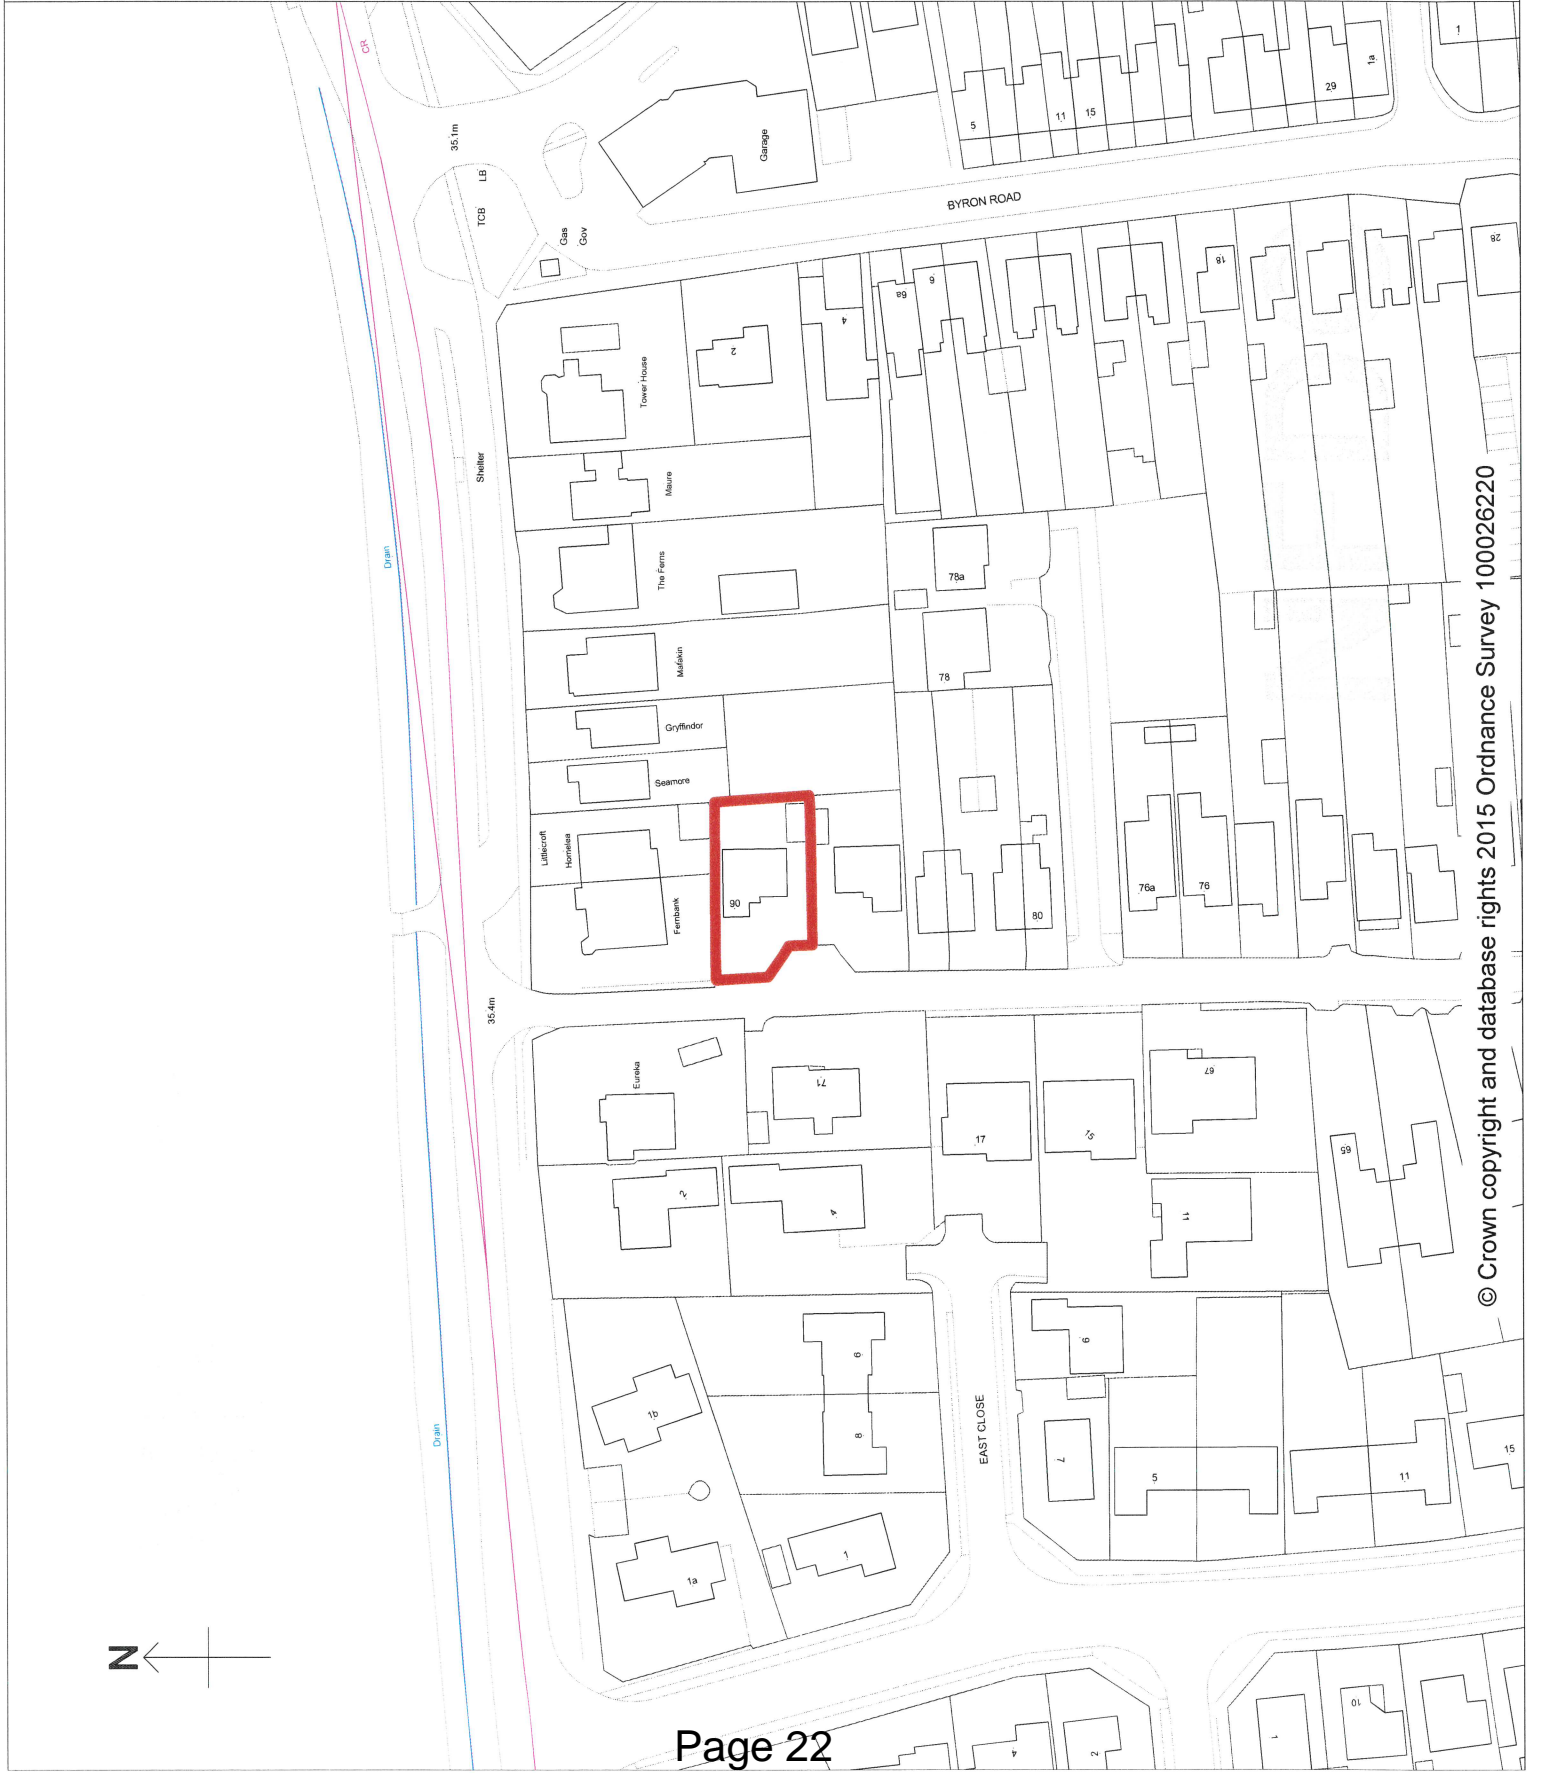 CR
35.1m
LB
TCB
Gas
Gov
Garage
5
11
15
29
1a
1
BYRON ROAD
Tower House
2
4
6a
6
18
28
Shelter
Maure
The Ferns
Mafekin
Gryffindor
Seamore
78a
78
Drain
Littlecroft
Homelea
Fernbank
90
80
76a
76
35.4m
Eureka
71
17
15
67
65
2
4
11
9
6
8
1b
1a
1
EAST CLOSE
7
5
11
15
Drain
N
4
2
1
10
© Crown copyright and database rights 2015 Ordnance Survey 100026220
Page 22